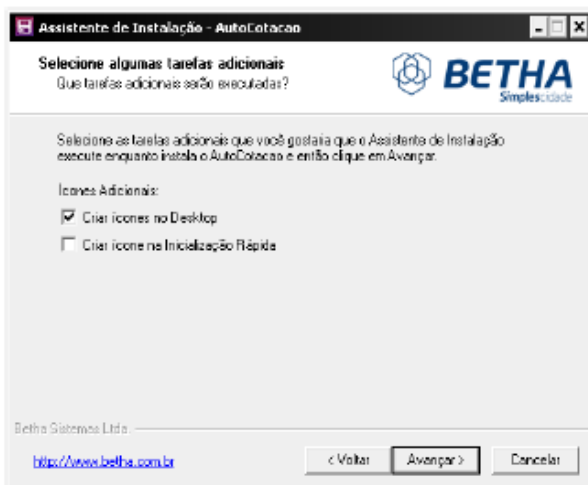 Assistente de Instalação - AutoCotacao
Selecione algumas tarefas adicionais
Que tarefas adicionais serão executadas?
BETHA
Simplescidade
Selecione as tarefas adicionais que você gostaria que o Assistente de Instalação
execute enquanto instala o AutoCotacao e então clique em Avançar.
Ícones Adicionais:
Criar ícones no Desktop
Criar ícone na Inicialização Rápida
Betha Sistemas Ltda.
http://www.betha.com.br
< Voltar
Avançar >
Cancelar